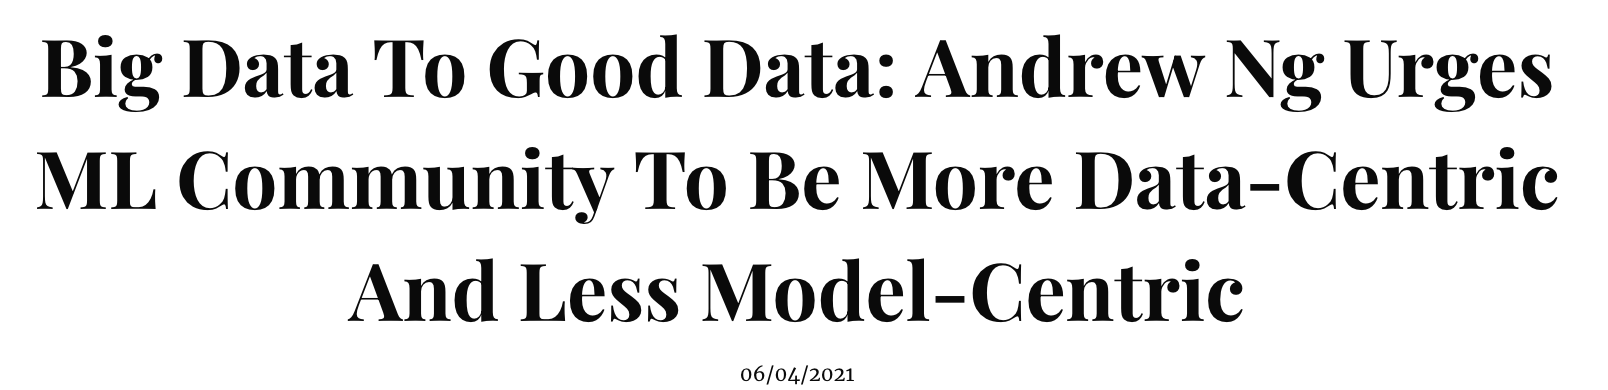 Big Data To Good Data: Andrew Ng Urges
ML Community To Be More Data-Centric
And Less Model-Centric
06/04/2021